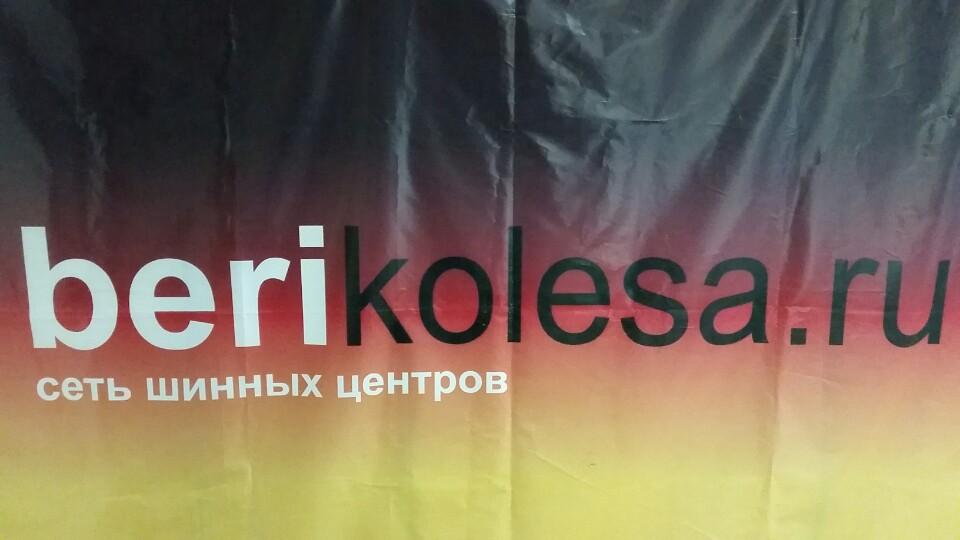 berikolesa.ru
сеть шинных центров